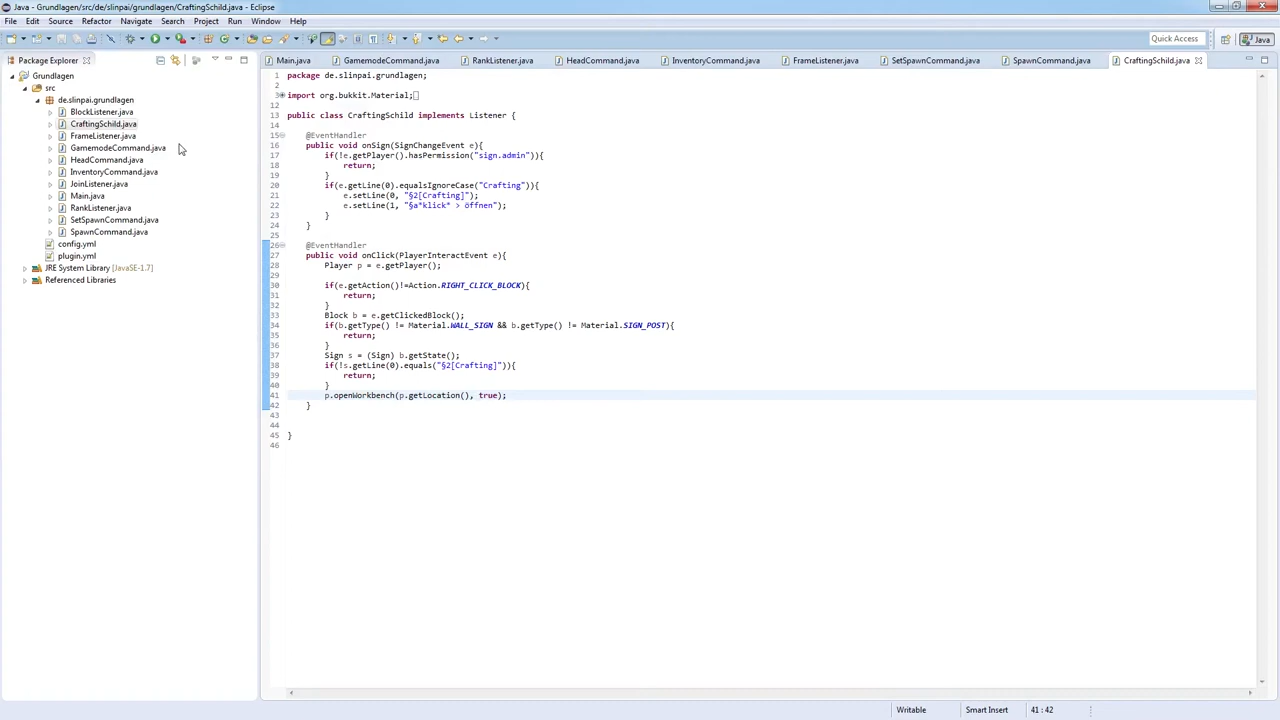 Java - Grundlagen/src/de/slinpai/grundlagen/CraftingSchild.java - Eclipse
File Edit Source Refactor Navigate Search Project Run Window Help
Quick Access
Java
Package Explorer
Main.java GamemodeCommand.java RankListener.java HeadCommand.java InventoryCommand.java FrameListener.java SetSpawnCommand.java SpawnCommand.java CraftingSchild.java
Grundlagen
src
de.slinpai.grundlagen
BlockListener.java
CraftingSchild.java
FrameListener.java
GamemodeCommand.java
HeadCommand.java
InventoryCommand.java
JoinListener.java
Main.java
RankListener.java
SetSpawnCommand.java
SpawnCommand.java
config.yml
plugin.yml
JRE System Library [JavaSE-1.7]
Referenced Libraries
1 package de.slinpai.grundlagen;
2
3 import org.bukkit.Material;
12
13 public class CraftingSchild implements Listener {
14
15 @EventHandler
16 public void onSign(SignChangeEvent e){
17 if(!e.getPlayer().hasPermission("sign.admin")){
18 return;
19 }
20 if(e.getLine(0).equalsIgnoreCase("Crafting")){
21 e.setLine(0, "§2[Crafting]");
22 e.setLine(1, "§a*klick* > öffnen");
23 }
24 }
25
26 @EventHandler
27 public void onClick(PlayerInteractEvent e){
28 Player p = e.getPlayer();
29
30 if(e.getAction()!=Action.RIGHT_CLICK_BLOCK){
31 return;
32 }
33 Block b = e.getClickedBlock();
34 if(b.getType() != Material.WALL_SIGN && b.getType() != Material.SIGN_POST){
35 return;
36 }
37 Sign s = (Sign) b.getState();
38 if(!s.getLine(0).equals("§2[Crafting]")){
39 return;
40 }
41 p.openWorkbench(p.getLocation(), true);
42 }
43
44
45 }
46
Writable Smart Insert 41 : 42